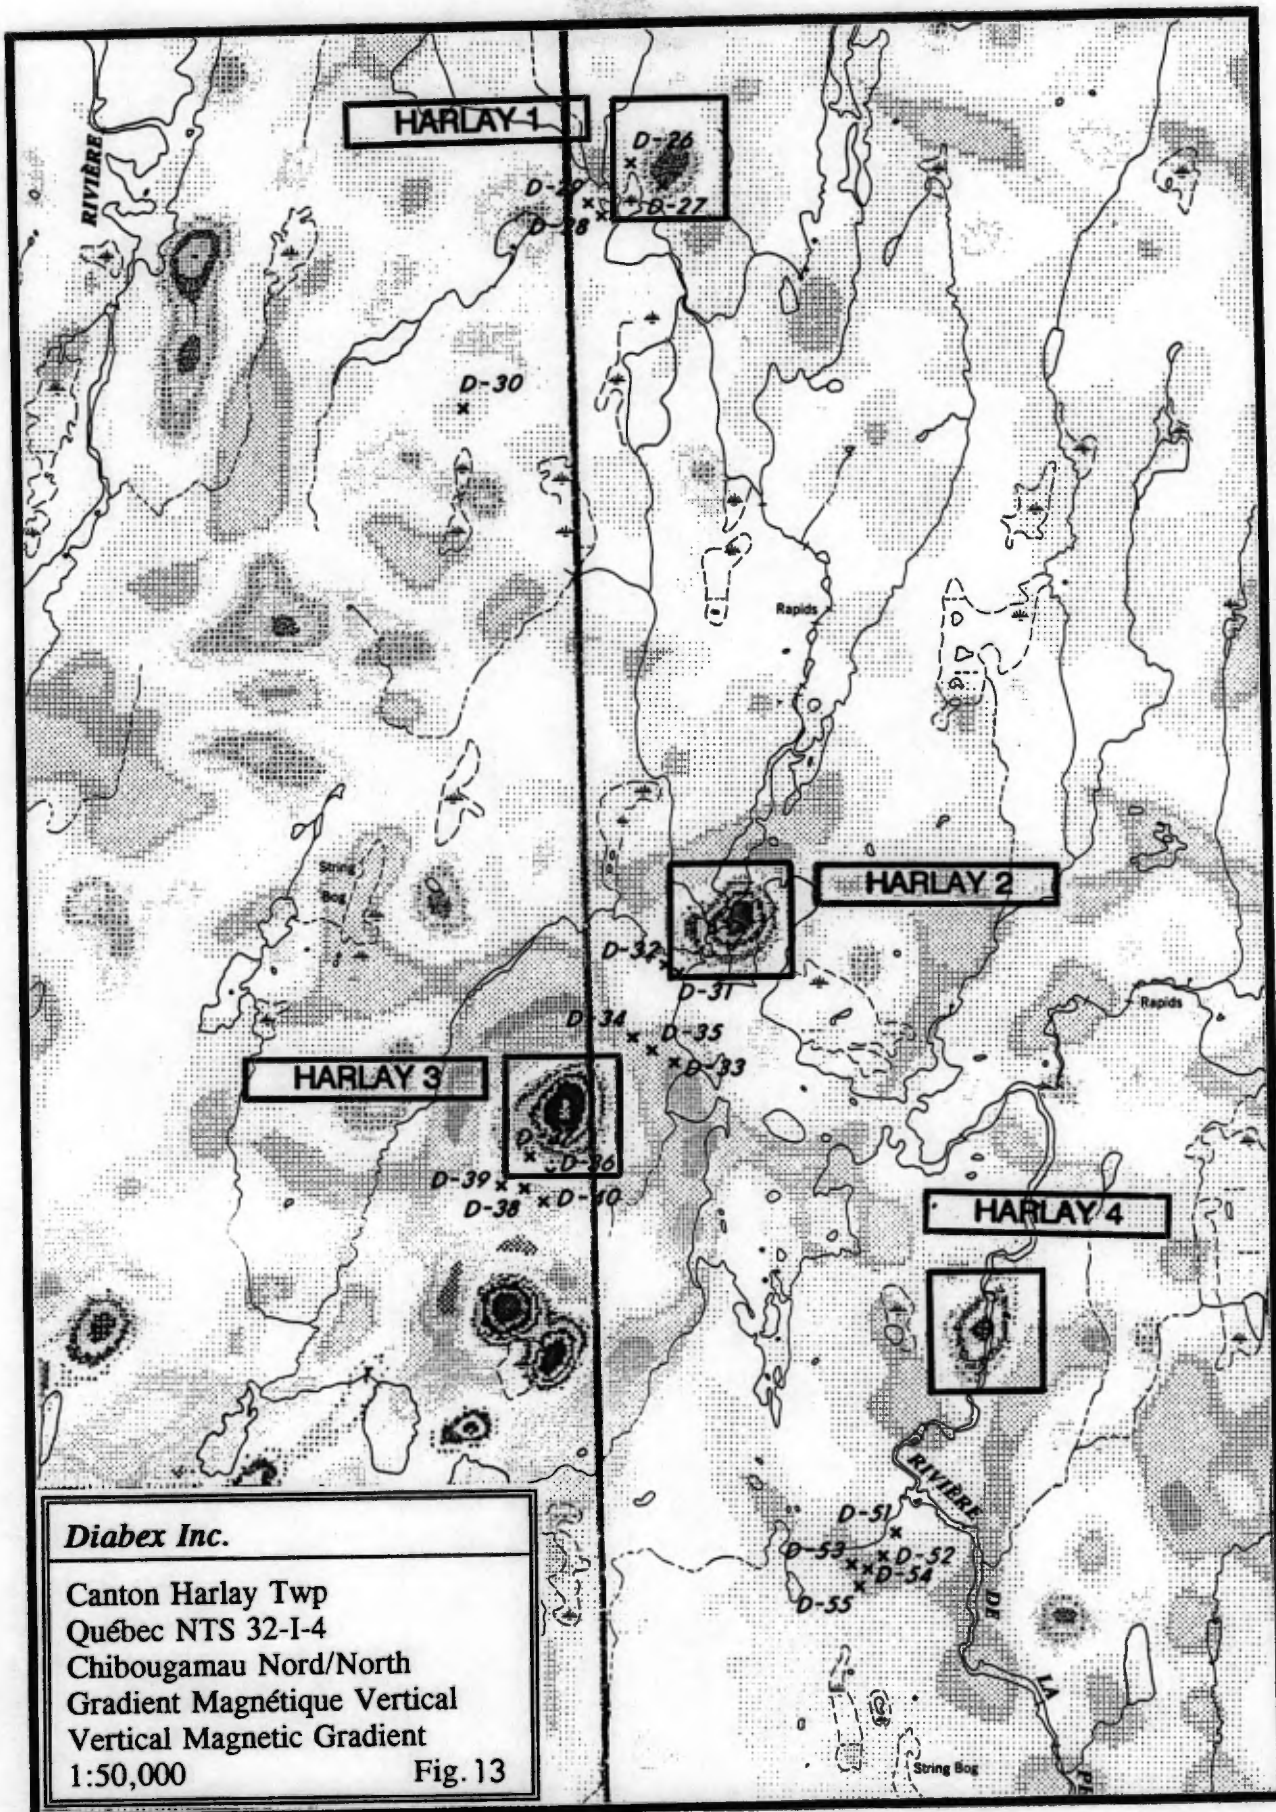 HARLAY 1
RIVIÈRE
D-26
D-29
D-27
D-28
D-30
Rapids
String
Bog
HARLAY 2
D-32
D-31
D-34
D-35
D-33
Rapids
HARLAY 3
D-36
D-39
D-38
D-40
HARLAY 4
RIVIÈRE
DE
LA
D-51
D-53
D-52
D-54
D-55
String Bog
Diabex Inc.
Canton Harlay Twp
Québec NTS 32-I-4
Chibougamau Nord/North
Gradient Magnétique Vertical
Vertical Magnetic Gradient
1:50,000 Fig. 13